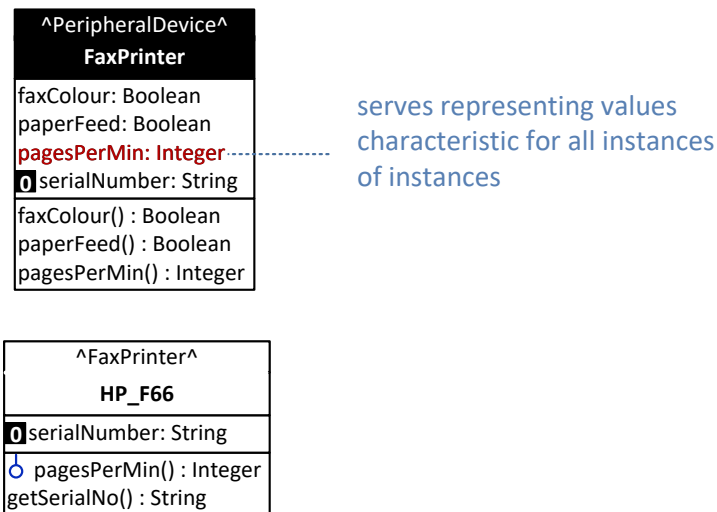 ^PeripheralDevice^
FaxPrinter
faxColour: Boolean
paperFeed: Boolean
pagesPerMin: Integer
0 serialNumber: String
faxColour() : Boolean
paperFeed() : Boolean
pagesPerMin() : Integer
serves representing values
characteristic for all instances
of instances
^FaxPrinter^
HP_F66
0 serialNumber: String
pagesPerMin() : Integer
getSerialNo() : String